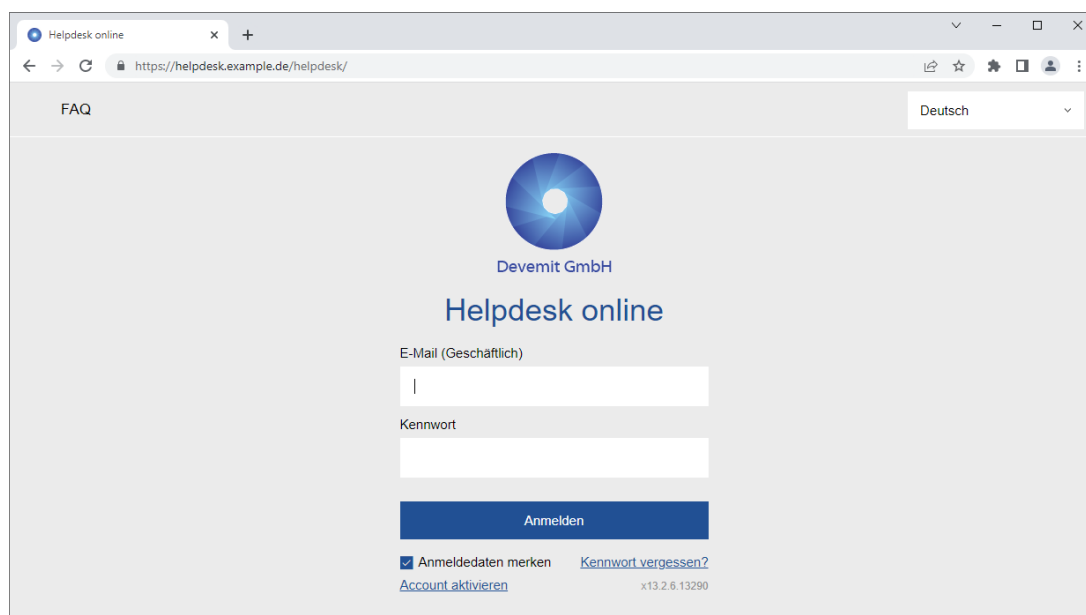 Helpdesk online
https://helpdesk.example.de/helpdesk/
FAQ
Deutsch
Devemit GmbH
Helpdesk online
E-Mail (Geschäftlich)
Kennwort
Anmelden
Anmeldedaten merken Kennwort vergessen?
Account aktivieren x13.2.6.13290